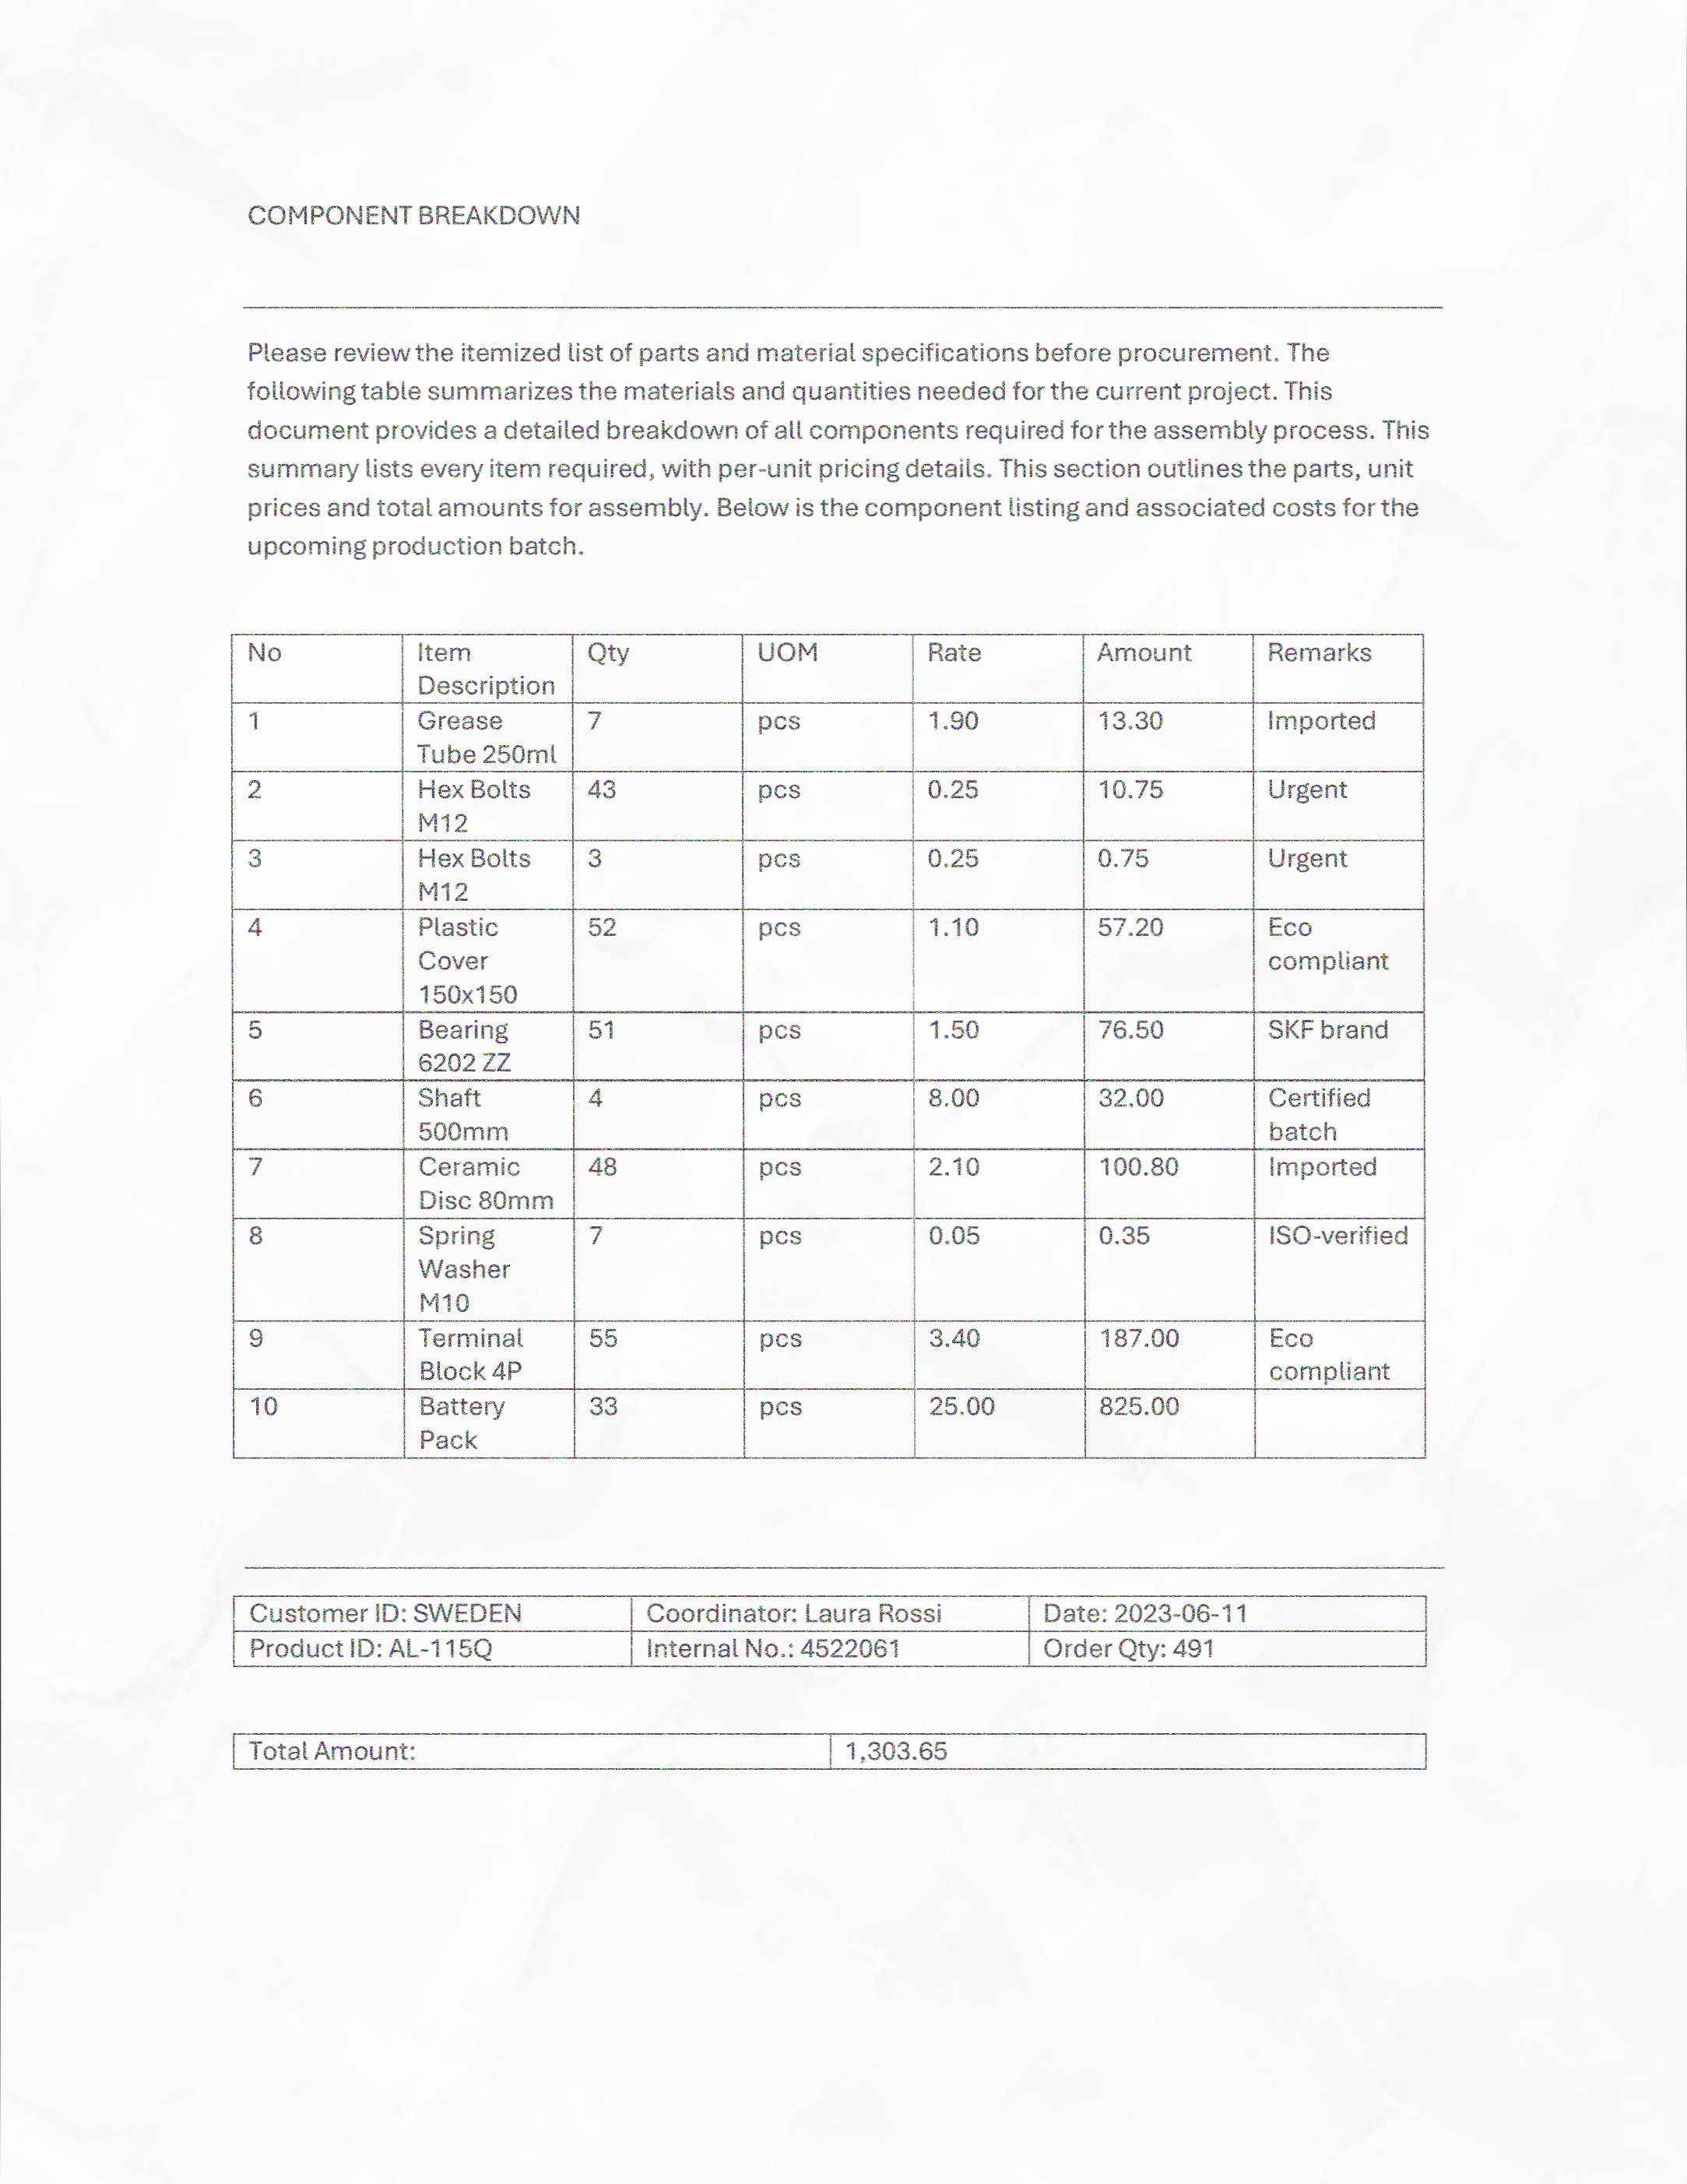 COMPONENT BREAKDOWN
Please review the itemized list of parts and material specifications before procurement. The
following table summarizes the materials and quantities needed for the current project. This
document provides a detailed breakdown of all components required for the assembly process. This
summary lists every item required, with per-unit pricing details. This section outlines the parts, unit
prices and total amounts for assembly. Below is the component listing and associated costs for the
upcoming production batch.
No Item Qty UOM Rate Amount Remarks
Description
1 Grease 7 pcs 1.90 13.30 Imported
Tube 250ml
2 Hex Bolts 43 pcs 0.25 10.75 Urgent
M12
3 Hex Bolts 3 pcs 0.25 0.75 Urgent
M12
4 Plastic 52 pcs 1.10 57.20 Eco
Cover compliant
150x150
5 Bearing 51 pcs 1.50 76.50 SKF brand
6202 ZZ
6 Shaft 4 pcs 8.00 32.00 Certified
500mm batch
7 Ceramic 48 pcs 2.10 100.80 Imported
Disc 80mm
8 Spring 7 pcs 0.05 0.35 ISO-verified
Washer
M10
9 Terminal 55 pcs 3.40 187.00 Eco
Block 4P compliant
10 Battery 33 pcs 25.00 825.00
Pack
Customer ID: SWEDEN Coordinator: Laura Rossi Date: 2023-06-11
Product ID: AL-115Q Internal No.: 4522061 Order Qty: 491
Total Amount: 1,303.65